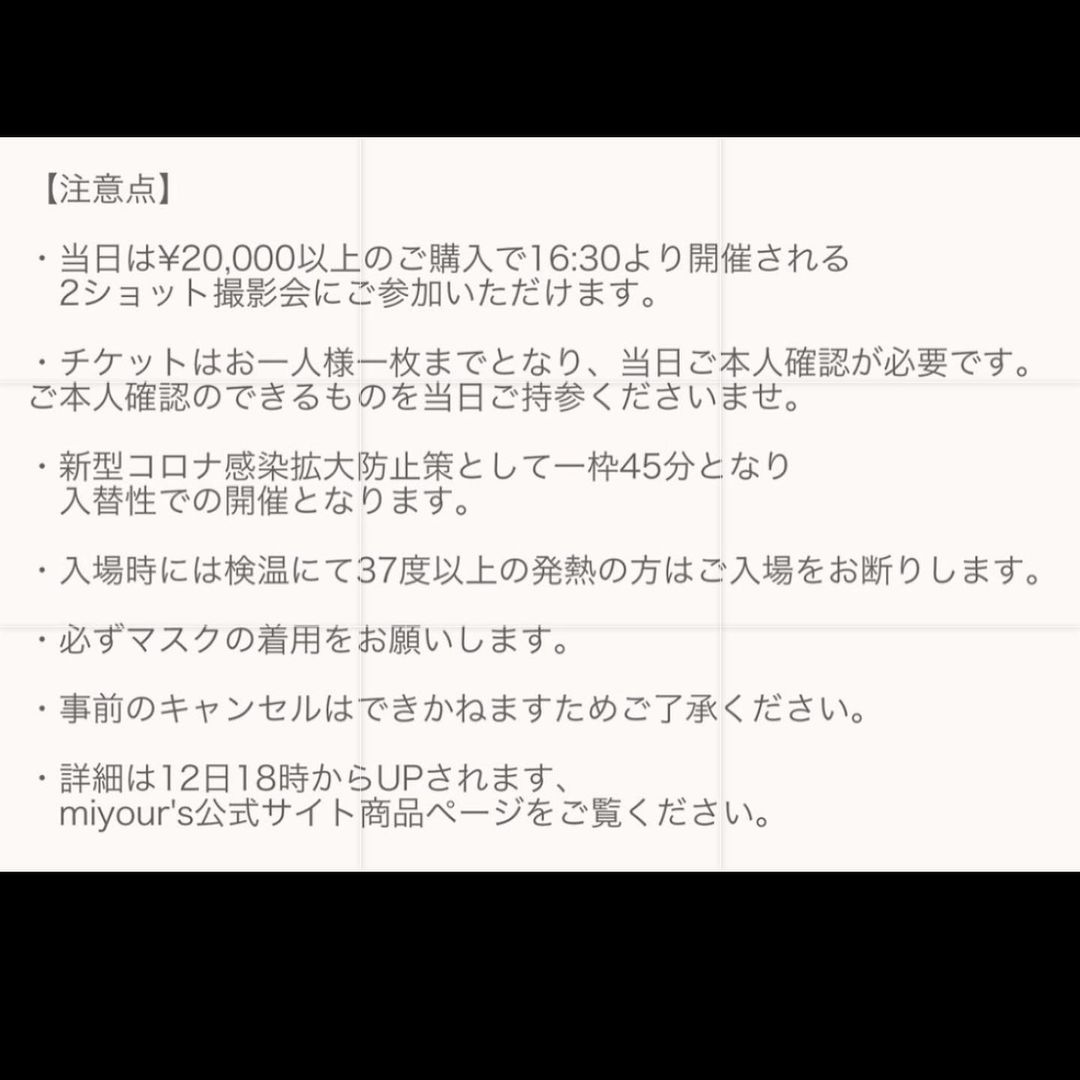 【注意点】
・当日は¥20,000以上のご購入で16:30より開催される
2ショット撮影会にご参加いただけます。
・チケットはお一人様一枚までとなり、当日ご本人確認が必要です。
ご本人確認のできるものを当日ご持参くださいませ。
・新型コロナ感染拡大防止策として一枠45分となり
入替性での開催となります。
・入場時には検温にて37度以上の発熱の方はご入場をお断りします。
・必ずマスクの着用をお願いします。
・事前のキャンセルはできかねますためご了承ください。
・詳細は12日18時からUPされます、
miyour's公式サイト商品ページをご覧ください。